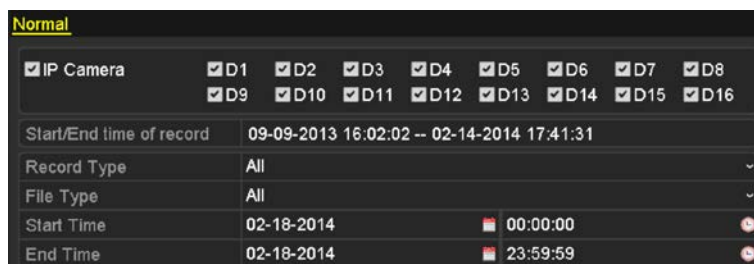 Normal
IP Camera D1 D2 D3 D4 D5 D6 D7 D8
D9 D10 D11 D12 D13 D14 D15 D16
Start/End time of record 09-09-2013 16:02:02 -- 02-14-2014 17:41:31
Record Type All
File Type All
Start Time 02-18-2014 00:00:00
End Time 02-18-2014 23:59:59